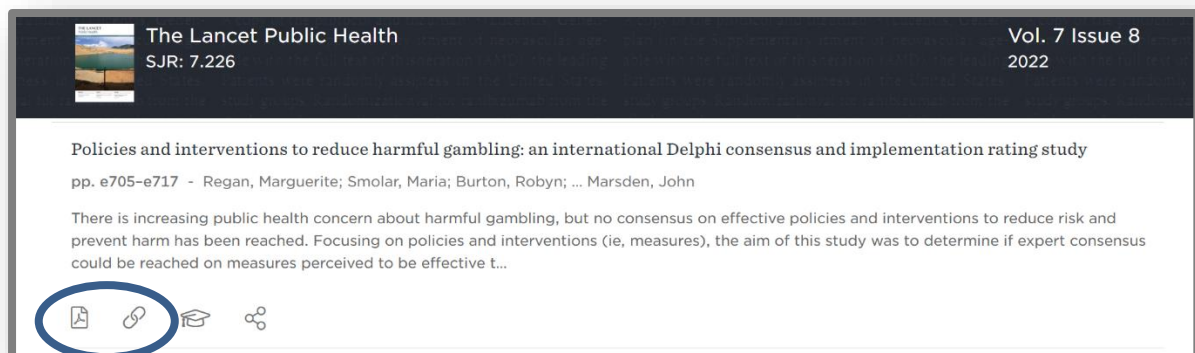 The Lancet Public Health
SJR: 7.226
Vol. 7 Issue 8
2022
Policies and interventions to reduce harmful gambling: an international Delphi consensus and implementation rating study
pp. e705-e717 - Regan, Marguerite; Smolar, Maria; Burton, Robyn; ... Marsden, John
There is increasing public health concern about harmful gambling, but no consensus on effective policies and interventions to reduce risk and
prevent harm has been reached. Focusing on policies and interventions (ie, measures), the aim of this study was to determine if expert consensus
could be reached on measures perceived to be effective t...